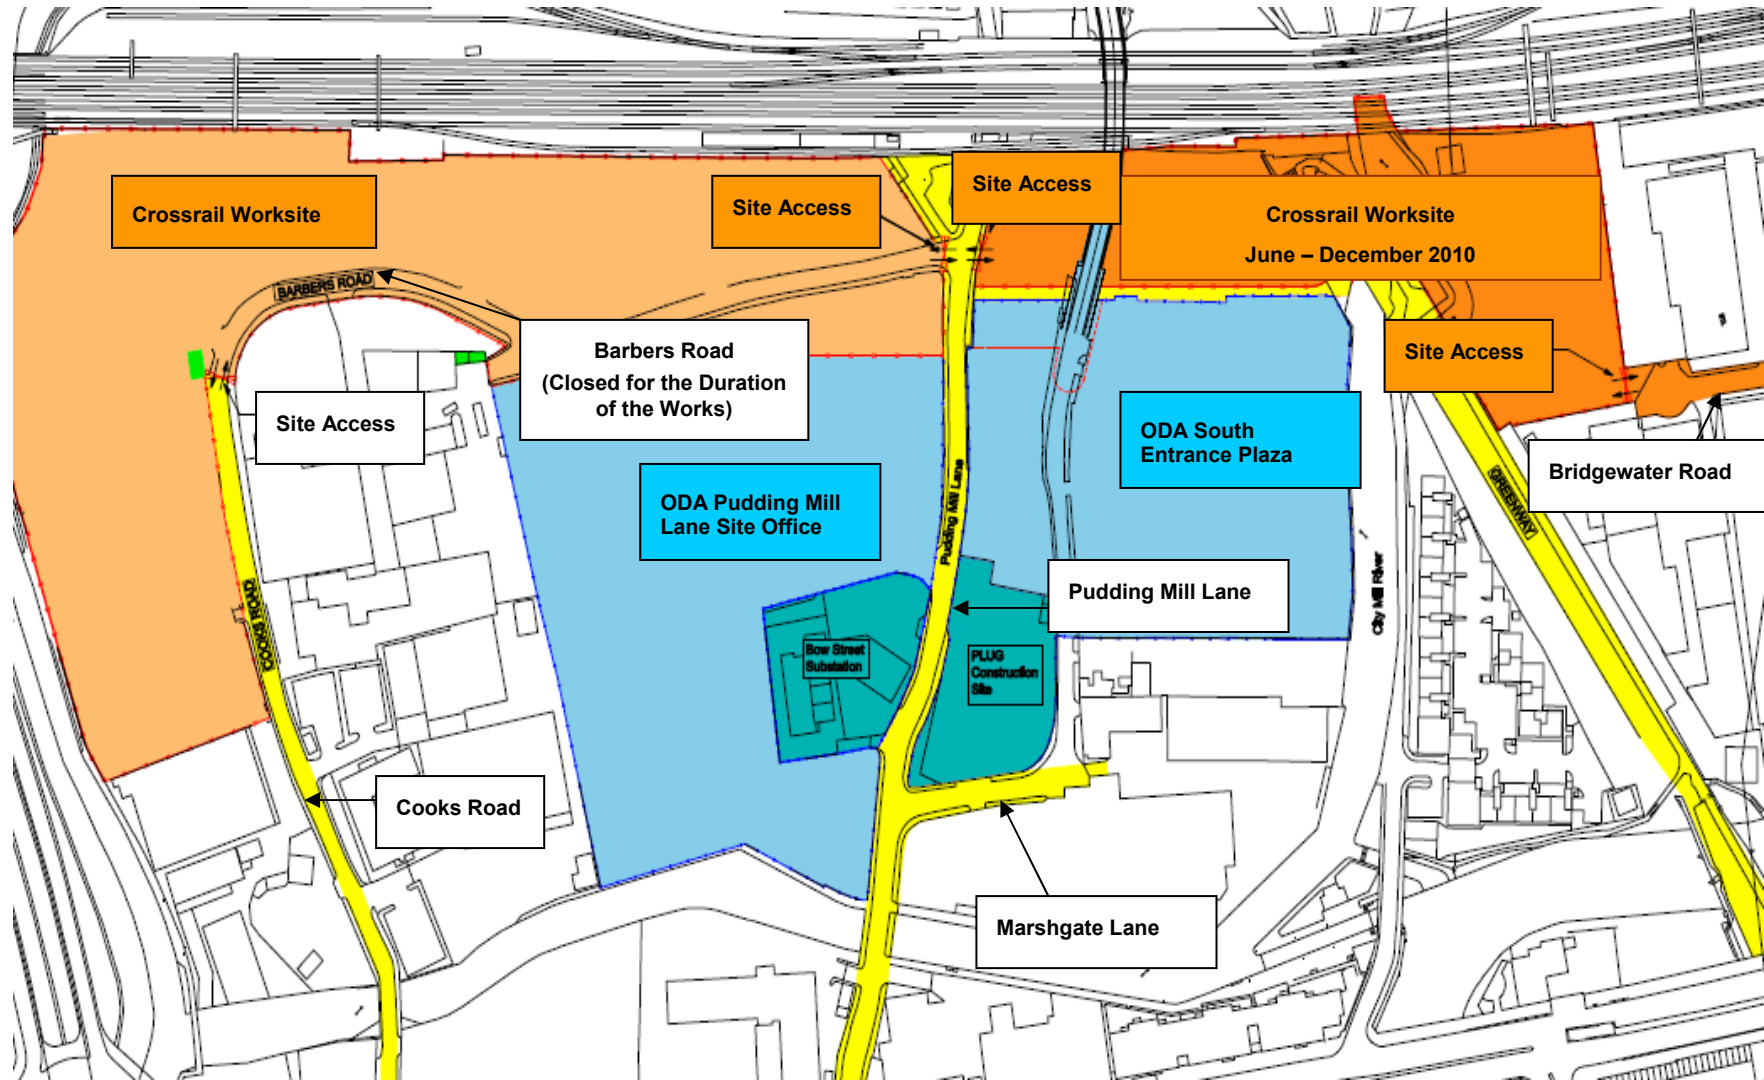 Crossrail Worksite
Site Access
Site Access
Crossrail Worksite
June – December 2010
BARBERS ROAD
Barbers Road
(Closed for the Duration
of the Works)
Site Access
Site Access
ODA South
Entrance Plaza
Bridgewater Road
ODA Pudding Mill
Lane Site Office
Pudding Mill Lane
GREENWAY
City Mill River
Pudding Mill Lane
COOKS ROAD
Bow Street
Substation
PLUG
Construction
Site
Cooks Road
Marshgate Lane